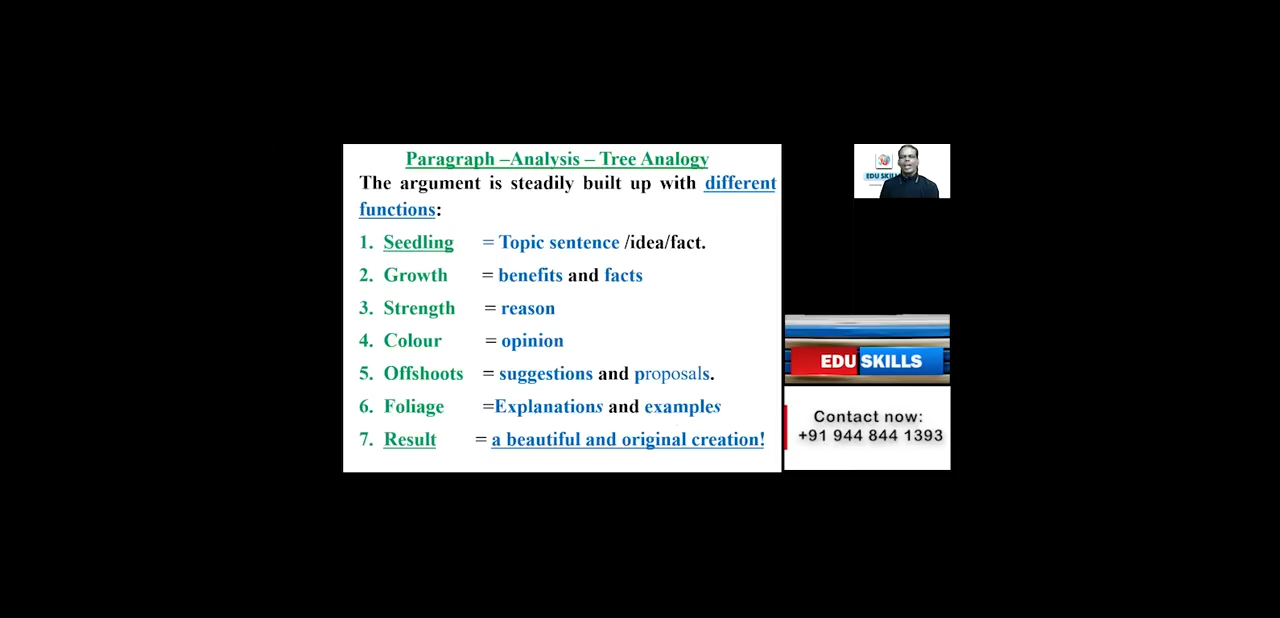 Paragraph –Analysis – Tree Analogy
The argument is steadily built up with different
functions:
1. Seedling = Topic sentence /idea/fact.
2. Growth = benefits and facts
3. Strength = reason
4. Colour = opinion
5. Offshoots = suggestions and proposals.
6. Foliage =Explanations and examples
7. Result = a beautiful and original creation!
EDU SKILLS
Contact now:
+91 944 844 1393